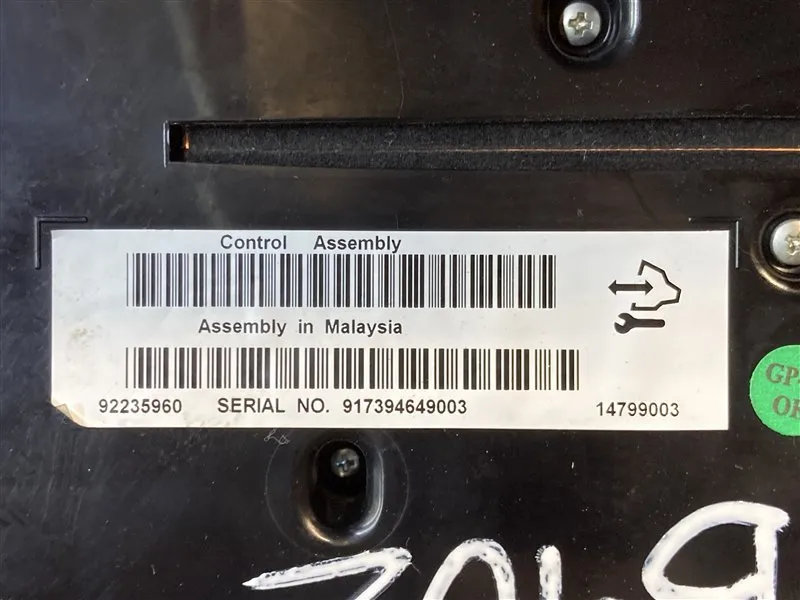 Control Assembly
Assembly in Malaysia
92235960 SERIAL NO. 917394649003 14799003